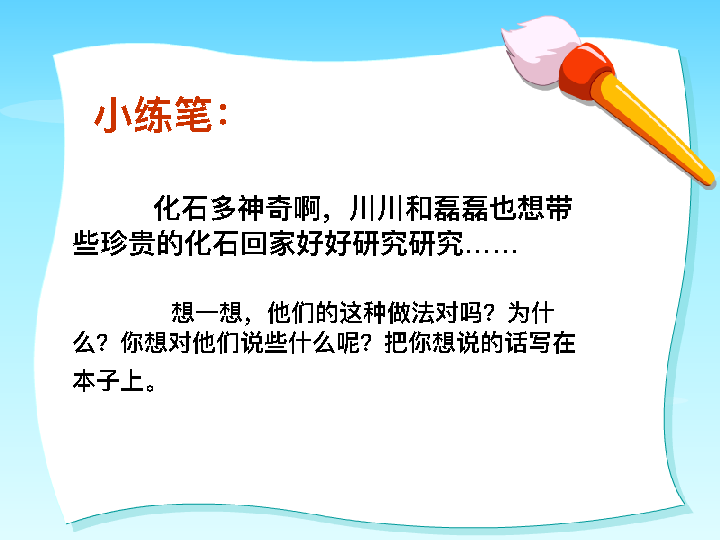 小练笔：
化石多神奇啊，川川和磊磊也想带
些珍贵的化石回家好好研究研究……
想一想，他们的这种做法对吗？为什
么？你想对他们说些什么呢？把你想说的话写在
本子上。